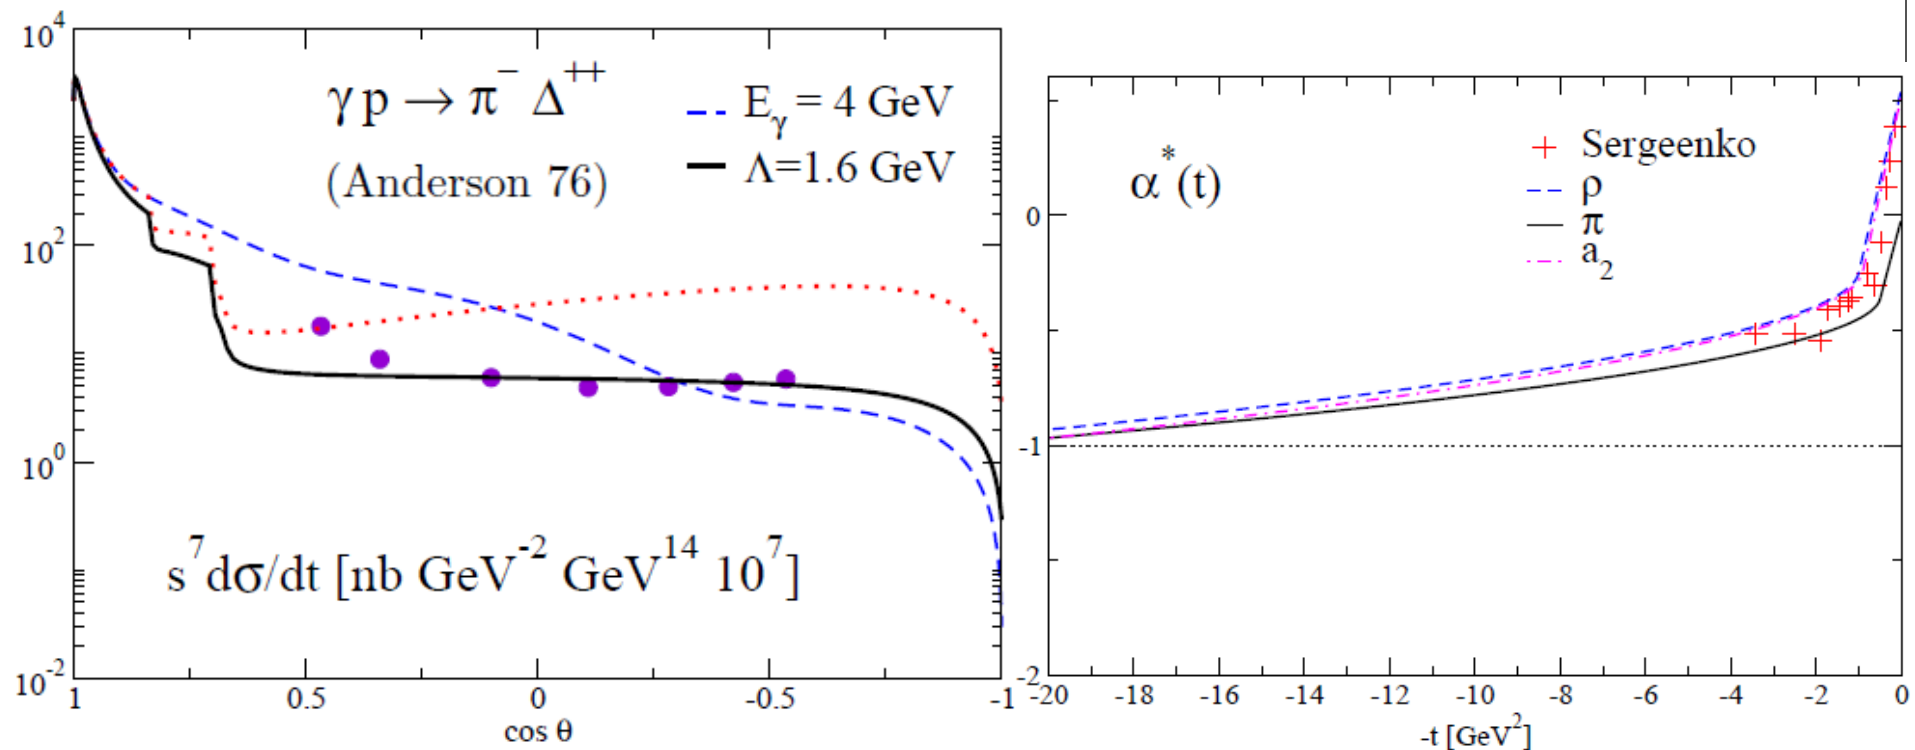 10^4
10^2
10^0
10^-2
γ p → π^- Δ^++
(Anderson 76)
E_γ = 4 GeV
Λ=1.6 GeV
s^7 dσ/dt [nb GeV^-2 GeV^14 10^7]
1 0.5 0 -0.5 -1
cos θ
α^*(t)
Sergeenko
ρ
π
a_2
0
-1
-2
-20 -18 -16 -14 -12 -10 -8 -6 -4 -2 0
-t [GeV^2]